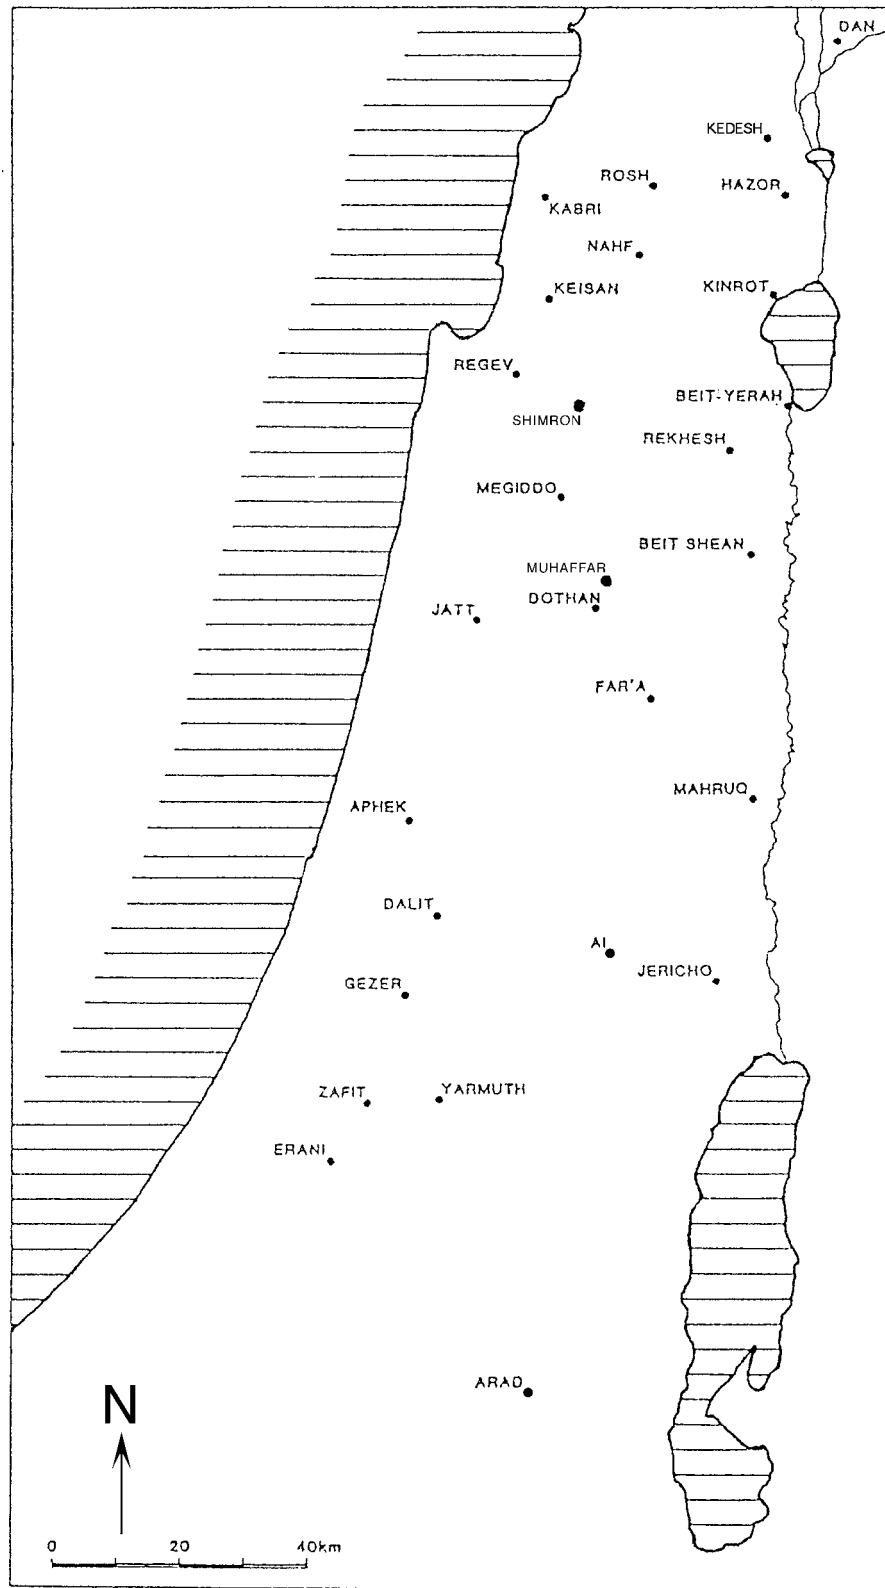 DAN
KEDESH
ROSH
HAZOR
KABRI
NAHF
KEISAN
KINROT
REGEV
BEIT-YERAH
SHIMRON
REKHESH
MEGIDDO
BEIT SHEAN
MUHAFFAR
DOTHAN
JATT
FAR'A
MAHRUQ
APHEK
DALIT
AI
JERICHO
GEZER
ZAFIT
YARMUTH
ERANI
ARAD
N
0 20 40km